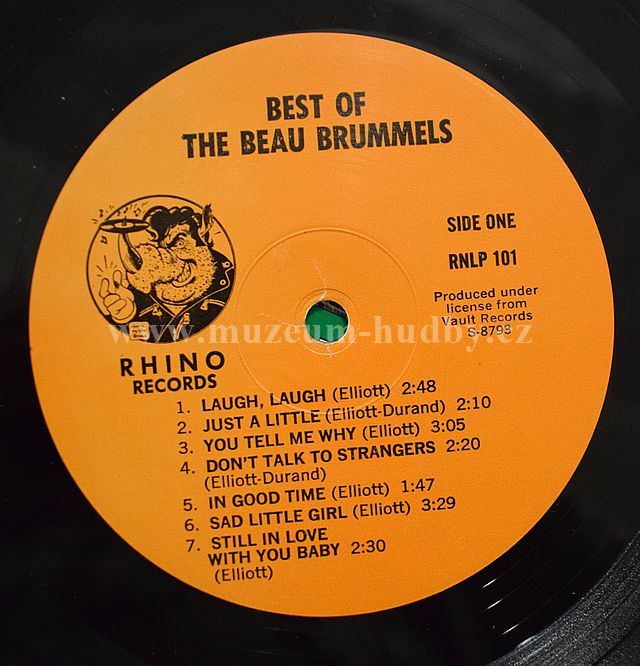 BEST OF
THE BEAU BRUMMELS
SIDE ONE
RNLP 101
Produced under
license from
Vault Records
S-8793
www.muzeum-hudby.cz
RHINO
RECORDS
1. LAUGH, LAUGH (Elliott) 2:48
2. JUST A LITTLE (Elliott-Durand) 2:10
3. YOU TELL ME WHY (Elliott) 3:05
4. DON'T TALK TO STRANGERS 2:20
(Elliott-Durand)
5. IN GOOD TIME (Elliott) 1:47
6. SAD LITTLE GIRL (Elliott) 3:29
7. STILL IN LOVE
WITH YOU BABY 2:30
(Elliott)